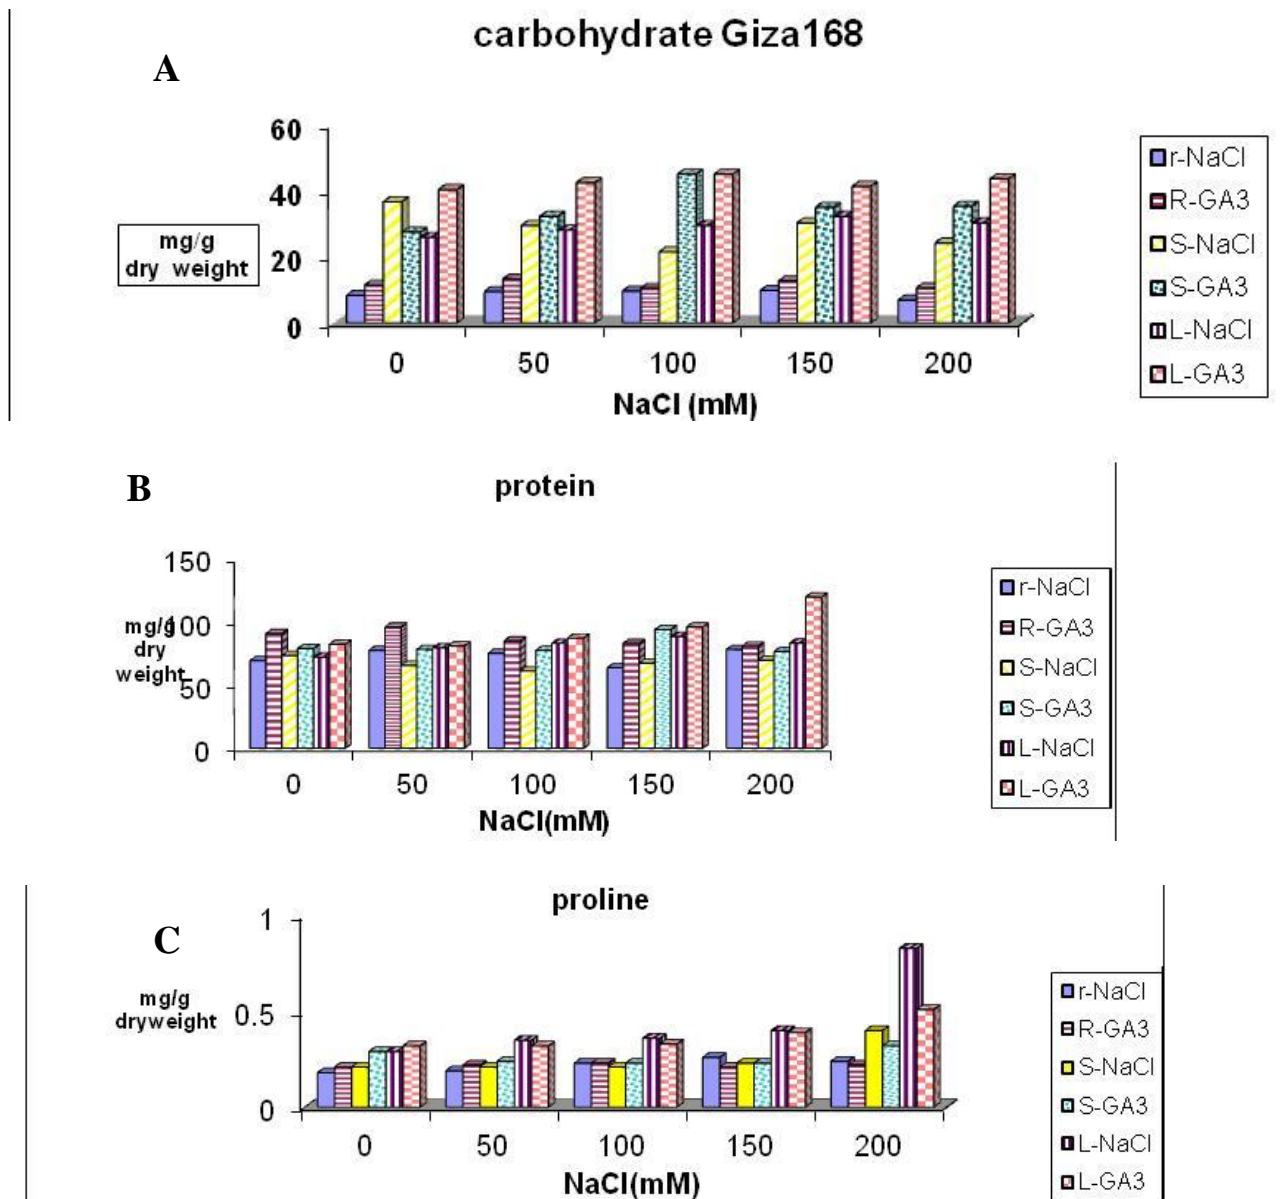 carbohydrate Giza168
A
60
40
20
0
mg/g
dry weight
0 50 100 150 200
NaCl (mM)
r-NaCl
R-GA3
S-NaCl
S-GA3
L-NaCl
L-GA3
B
protein
150
100
50
0
mg/g
dry
weight
0 50 100 150 200
NaCl(mM)
r-NaCl
R-GA3
S-NaCl
S-GA3
L-NaCl
L-GA3
proline
C
1
0.5
0
mg/g
dryweight
0 50 100 150 200
NaCl(mM)
r-NaCl
R-GA3
S-NaCl
S-GA3
L-NaCl
L-GA3